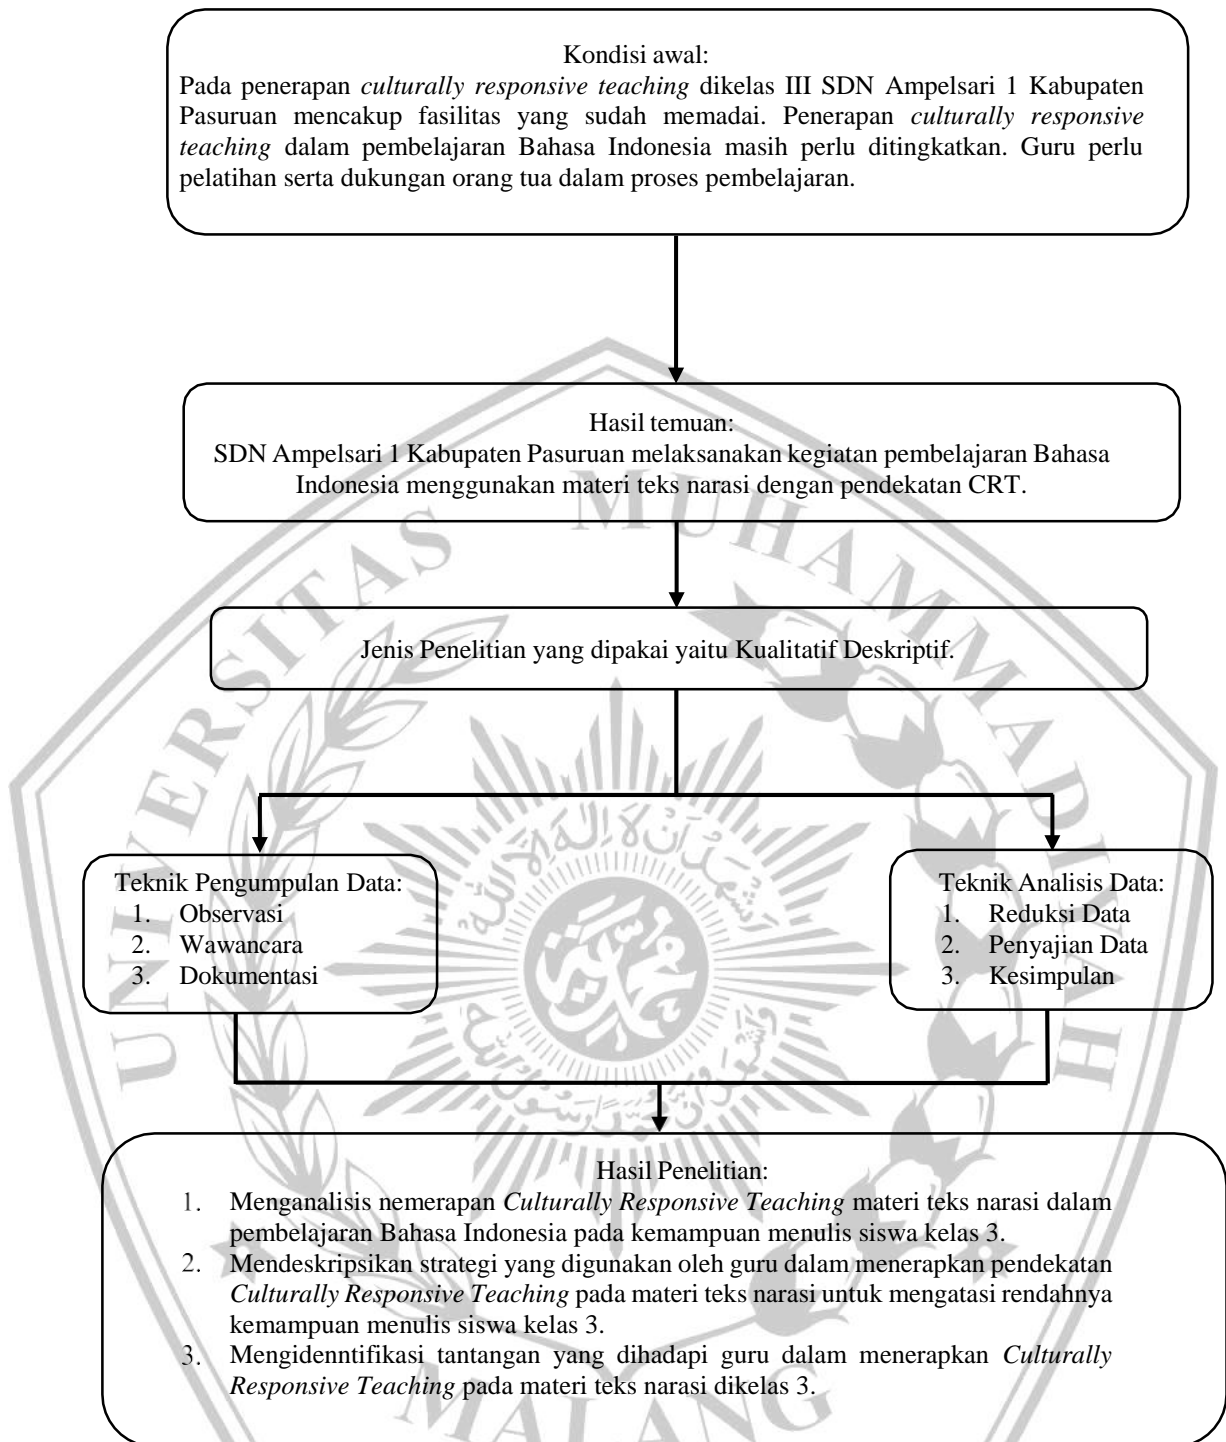 Kondisi awal:
Pada penerapan culturally responsive teaching dikelas III SDN Ampelsari 1 Kabupaten
Pasuruan mencakup fasilitas yang sudah memadai. Penerapan culturally responsive
teaching dalam pembelajaran Bahasa Indonesia masih perlu ditingkatkan. Guru perlu
pelatihan serta dukungan orang tua dalam proses pembelajaran.
Hasil temuan:
SDN Ampelsari 1 Kabupaten Pasuruan melaksanakan kegiatan pembelajaran Bahasa
Indonesia menggunakan materi teks narasi dengan pendekatan CRT.
Jenis Penelitian yang dipakai yaitu Kualitatif Deskriptif.
Teknik Pengumpulan Data:
1. Observasi
2. Wawancara
3. Dokumentasi
Teknik Analisis Data:
1. Reduksi Data
2. Penyajian Data
3. Kesimpulan
Hasil Penelitian:
1. Menganalisis nemerapan Culturally Responsive Teaching materi teks narasi dalam
pembelajaran Bahasa Indonesia pada kemampuan menulis siswa kelas 3.
2. Mendeskripsikan strategi yang digunakan oleh guru dalam menerapkan pendekatan
Culturally Responsive Teaching pada materi teks narasi untuk mengatasi rendahnya
kemampuan menulis siswa kelas 3.
3. Mengidenntifikasi tantangan yang dihadapi guru dalam menerapkan Culturally
Responsive Teaching pada materi teks narasi dikelas 3.
UNIVERSITAS MUHAMMADIYAH
MALANG